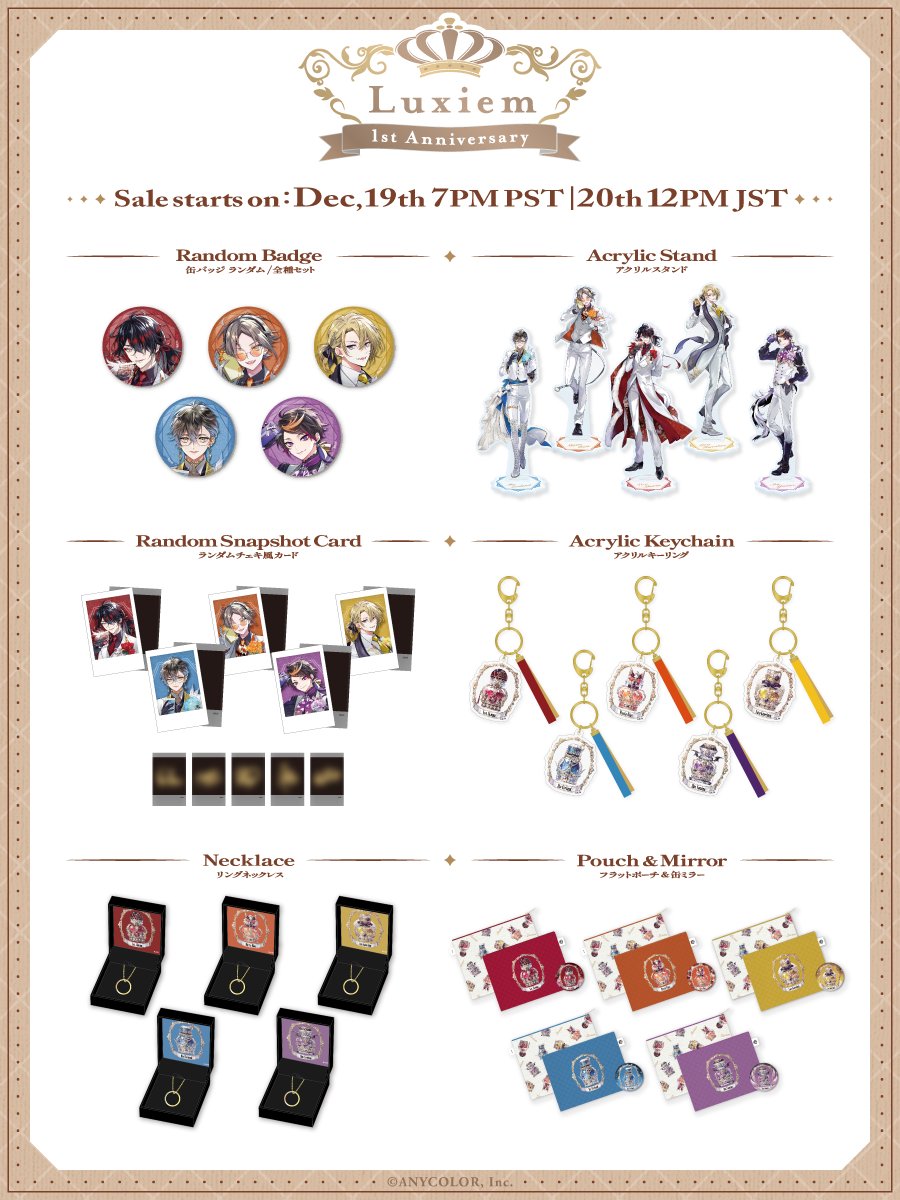 Luxiem
1st Anniversary
Sale starts on: Dec,19th 7PM PST | 20th 12PM JST
Random Badge
缶バッジ ランダム/全種セット
Acrylic Stand
アクリルスタンド
Random Snapshot Card
ランダムチェキ風カード
Acrylic Keychain
アクリルキーリング
Necklace
リングネックレス
Pouch & Mirror
フラットポーチ&缶ミラー
©ANYCOLOR, Inc.